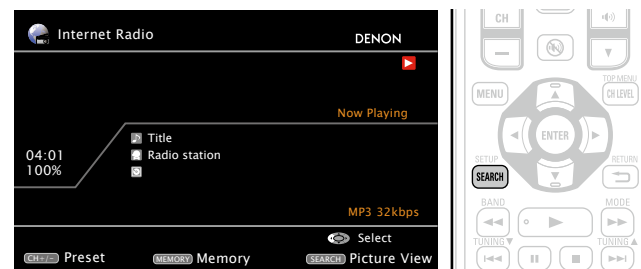 Internet Radio
DENON
Now Playing
Title
Radio station
04:01
100%
MP3 32kbps
Select
CH+/- Preset
MEMORY Memory
SEARCH Picture View
CH
TOP MENU
MENU
CH LEVEL
ENTER
SETUP
RETURN
SEARCH
BAND
MODE
TUNING
TUNING